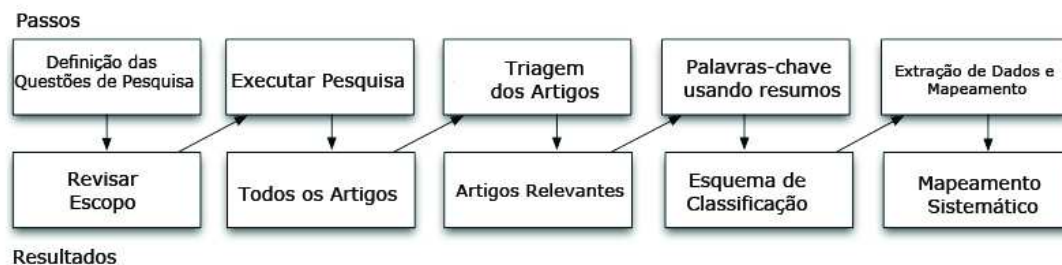 Passos
Definição das
Questões de Pesquisa
Executar Pesquisa
Triagem
dos Artigos
Palavras-chave
usando resumos
Extração de Dados e
Mapeamento
Revisar
Escopo
Todos os Artigos
Artigos Relevantes
Esquema de
Classificação
Mapeamento
Sistemático
Resultados